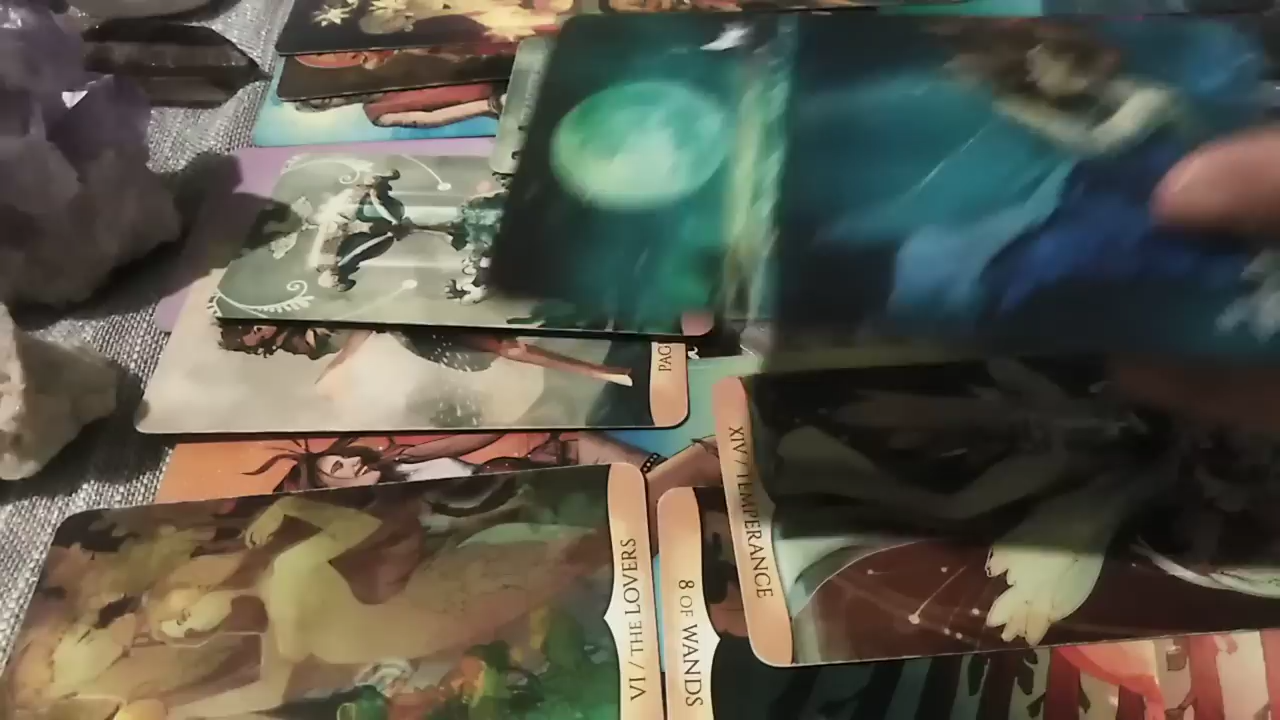 PAG
XIV / TEMPERANCE
VI / THE LOVERS
8 OF WANDS